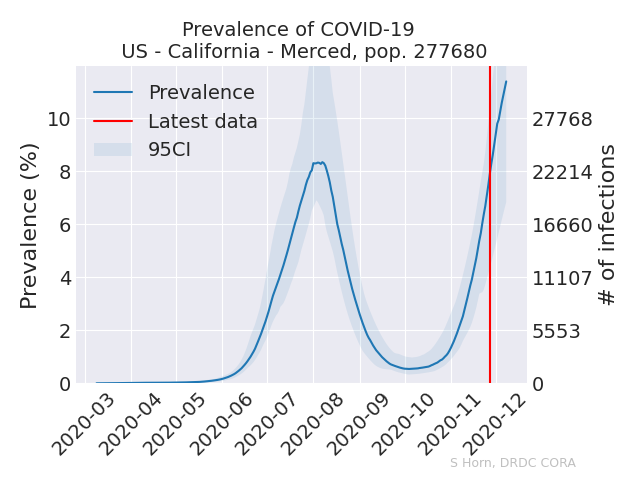 Prevalence of COVID-19
US - California - Merced, pop. 277680
Prevalence
Latest data
95CI
Prevalence (%)
10
8
6
4
2
0
27768
22214
16660
11107
5553
0
# of infections
2020-03
2020-04
2020-05
2020-06
2020-07
2020-08
2020-09
2020-10
2020-11
2020-12
S Horn, DRDC CORA